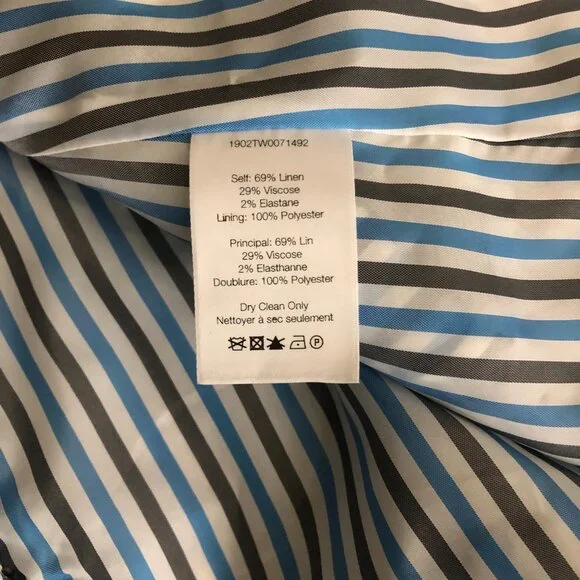 1902TW0071492
Self: 69% Linen
29% Viscose
2% Elastane
Lining: 100% Polyester
Principal: 69% Lin
29% Viscose
2% Elasthanne
Doublure: 100% Polyester
Dry Clean Only
Nettoyer à sec seulement
P